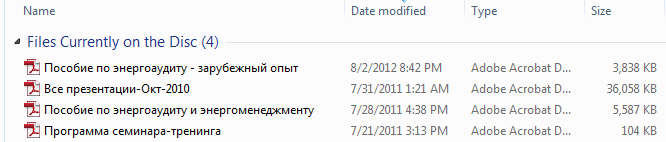 Name Date modified Type Size
Files Currently on the Disc (4)
Пособие по энергоаудиту - зарубежный опыт 8/2/2012 8:42 PM Adobe Acrobat D... 3,838 KB
Все презентации-Окт-2010 7/31/2011 1:21 AM Adobe Acrobat D... 36,058 KB
Пособие по энергоаудиту и энергоменеджменту 7/28/2011 4:38 PM Adobe Acrobat D... 5,587 KB
Программа семинара-тренинга 7/21/2011 3:13 PM Adobe Acrobat D... 104 KB